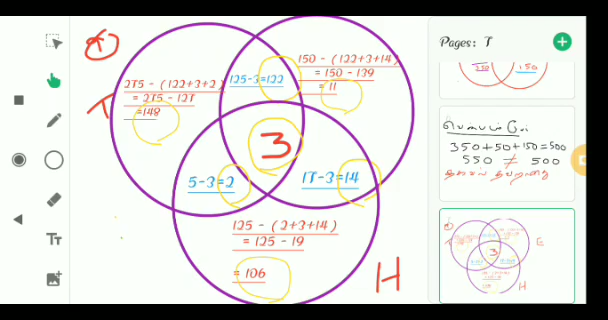 T
275 - (122+3+2)
= 275 - 127
=148
125-3=122
150 - (122+3+14)
= 150 - 139
= 11
3
5-3=2
17-3=14
125 - (2+3+14)
= 125 - 19
= 106
H
Pages: 7
350+50+150=500
550 ≠ 500
3
H